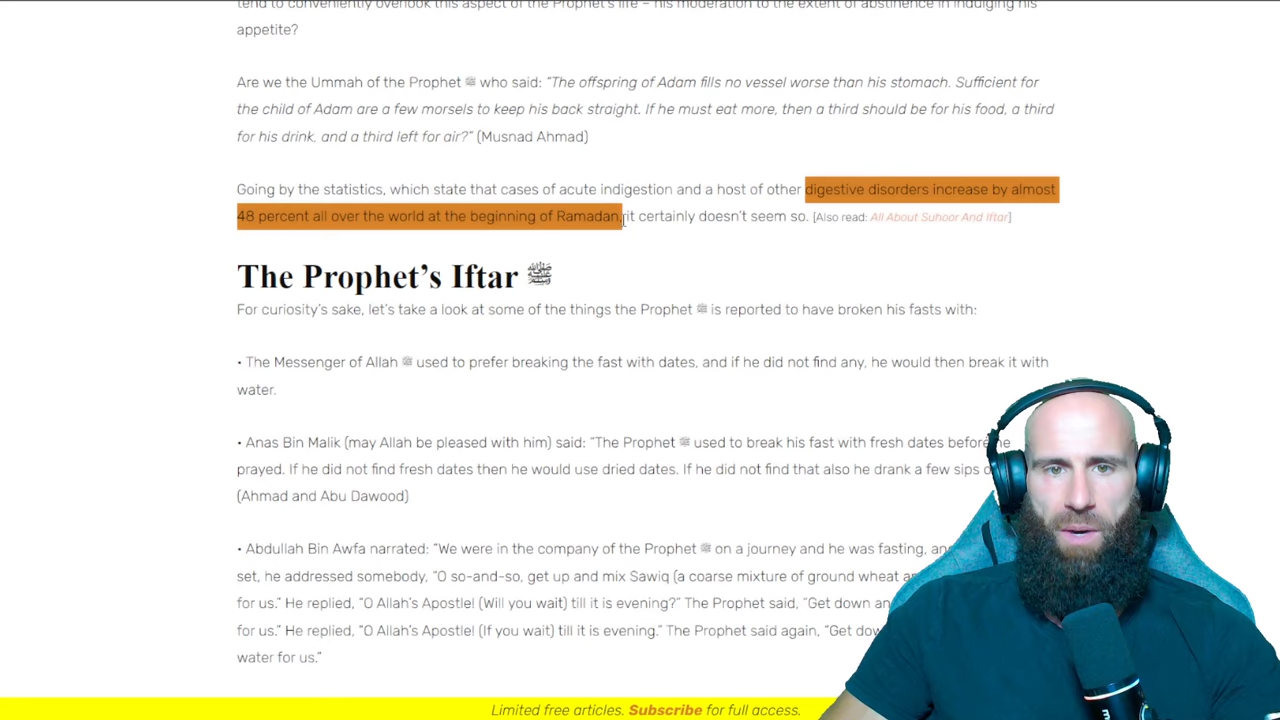 tend to conveniently overlook this aspect of the Prophet's life – his moderation to the extent of abstinence in indulging his
appetite?
Are we the Ummah of the Prophet ﷺ who said: “The offspring of Adam fills no vessel worse than his stomach. Sufficient for
the child of Adam are a few morsels to keep his back straight. If he must eat more, then a third should be for his food, a third
for his drink, and a third left for air?” (Musnad Ahmad)
Going by the statistics, which state that cases of acute indigestion and a host of other digestive disorders increase by almost
48 percent all over the world at the beginning of Ramadan, it certainly doesn’t seem so. [Also read: All About Suhoor And Iftar]
The Prophet’s Iftar ﷺ
For curiosity’s sake, let’s take a look at some of the things the Prophet ﷺ is reported to have broken his fasts with:
• The Messenger of Allah ﷺ used to prefer breaking the fast with dates, and if he did not find any, he would then break it with
water.
• Anas Bin Malik (may Allah be pleased with him) said: “The Prophet ﷺ used to break his fast with fresh dates before he
prayed. If he did not find fresh dates then he would use dried dates. If he did not find that also he drank a few sips
(Ahmad and Abu Dawood)
• Abdullah Bin Awfa narrated: “We were in the company of the Prophet ﷺ on a journey and he was fasting,
set, he addressed somebody, “O so-and-so, get up and mix Sawiq (a coarse mixture of ground wheat
for us.” He replied, “O Allah’s Apostle! (Will you wait) till it is evening?” The Prophet said, “Get down
for us.” He replied, “O Allah’s Apostle! (If you wait) till it is evening.” The Prophet said again, “Get
water for us.”
Limited free articles. Subscribe for full access.